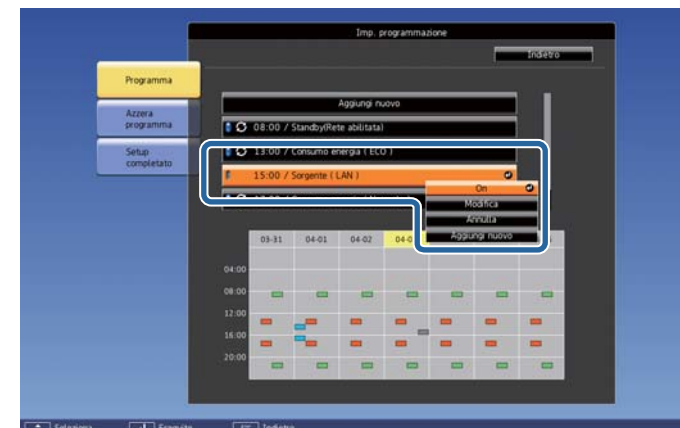 Imp. programmazione
Indietro
Programma
Azzera
programma
Setup
completato
Aggiungi nuovo
08:00 / Standby(Rete abilitata)
13:00 / Consumo energia ( ECO )
15:00 / Sorgente ( LAN )
On
Modifica
Annulla
Aggiungi nuovo
03-31 04-01 04-02
04:00
08:00
12:00
16:00
20:00
Seleziona Esc Indietro